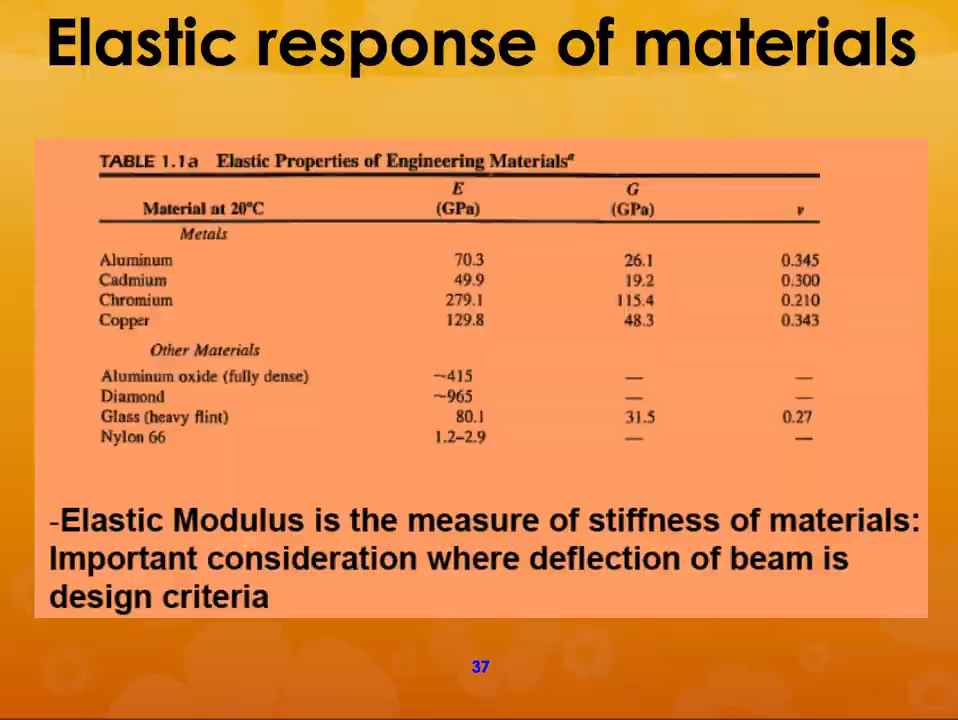 Elastic response of materials
TABLE 1.1a Elastic Properties of Engineering Materialsᵃ
E G
Material at 20°C (GPa) (GPa) ν
Metals
Aluminum 70.3 26.1 0.345
Cadmium 49.9 19.2 0.300
Chromium 279.1 115.4 0.210
Copper 129.8 48.3 0.343
Other Materials
Aluminum oxide (fully dense) ~415 — —
Diamond ~965 — —
Glass (heavy flint) 80.1 31.5 0.27
Nylon 66 1.2–2.9 — —
-Elastic Modulus is the measure of stiffness of materials:
Important consideration where deflection of beam is
design criteria
37